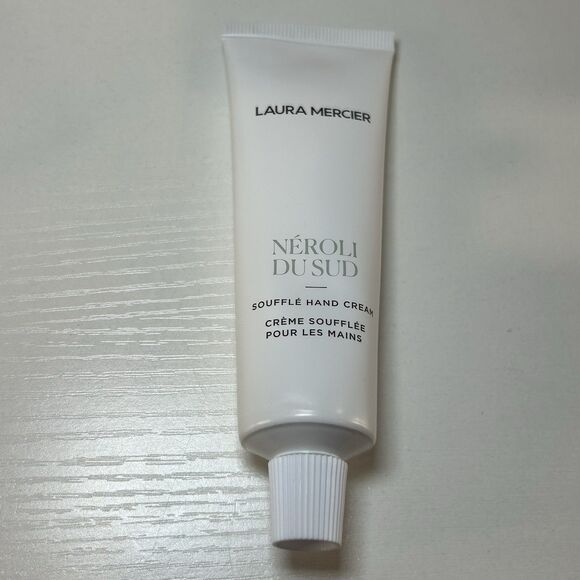 LAURA MERCIER
NÉROLI
DU SUD
SOUFFLÉ HAND CREAM
CRÈME SOUFFLÉE
POUR LES MAINS